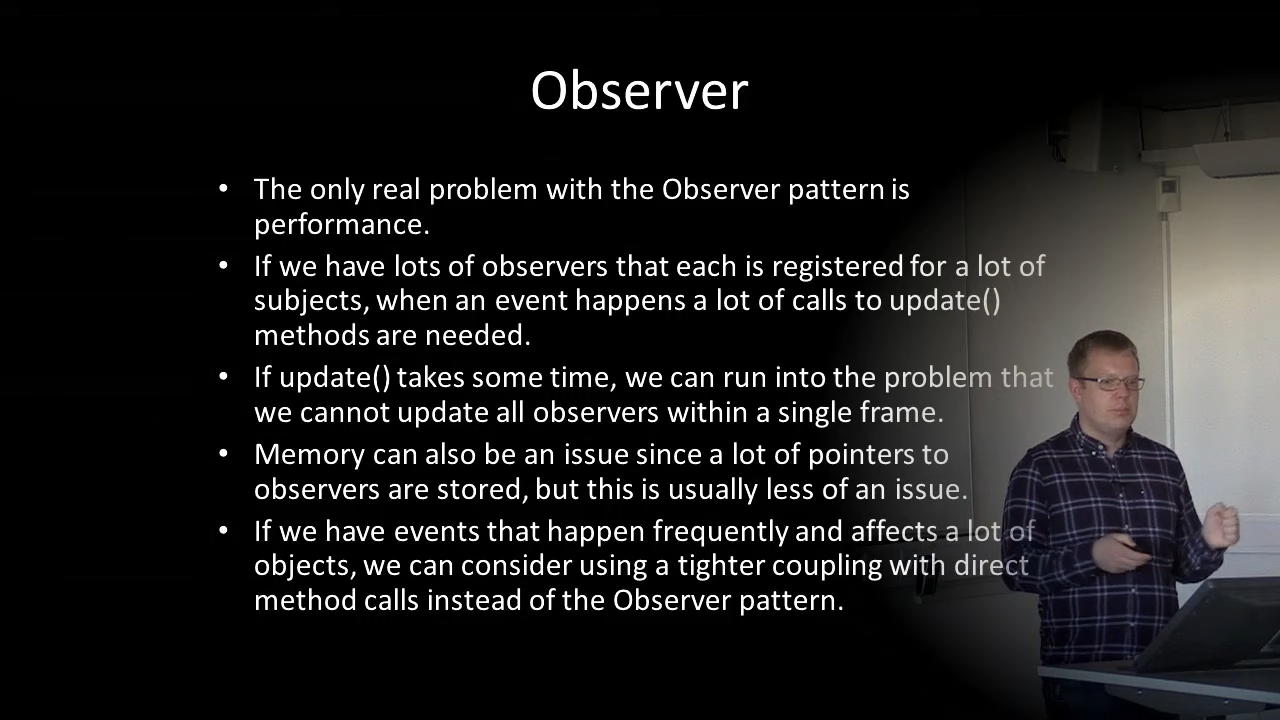 Observer
• The only real problem with the Observer pattern is
performance.
• If we have lots of observers that each is registered for a lot of
subjects, when an event happens a lot of calls to update()
methods are needed.
• If update() takes some time, we can run into the problem that
we cannot update all observers within a single frame.
• Memory can also be an issue since a lot of pointers to
observers are stored, but this is usually less of an issue.
• If we have events that happen frequently and affects a lot of
objects, we can consider using a tighter coupling with direct
method calls instead of the Observer pattern.